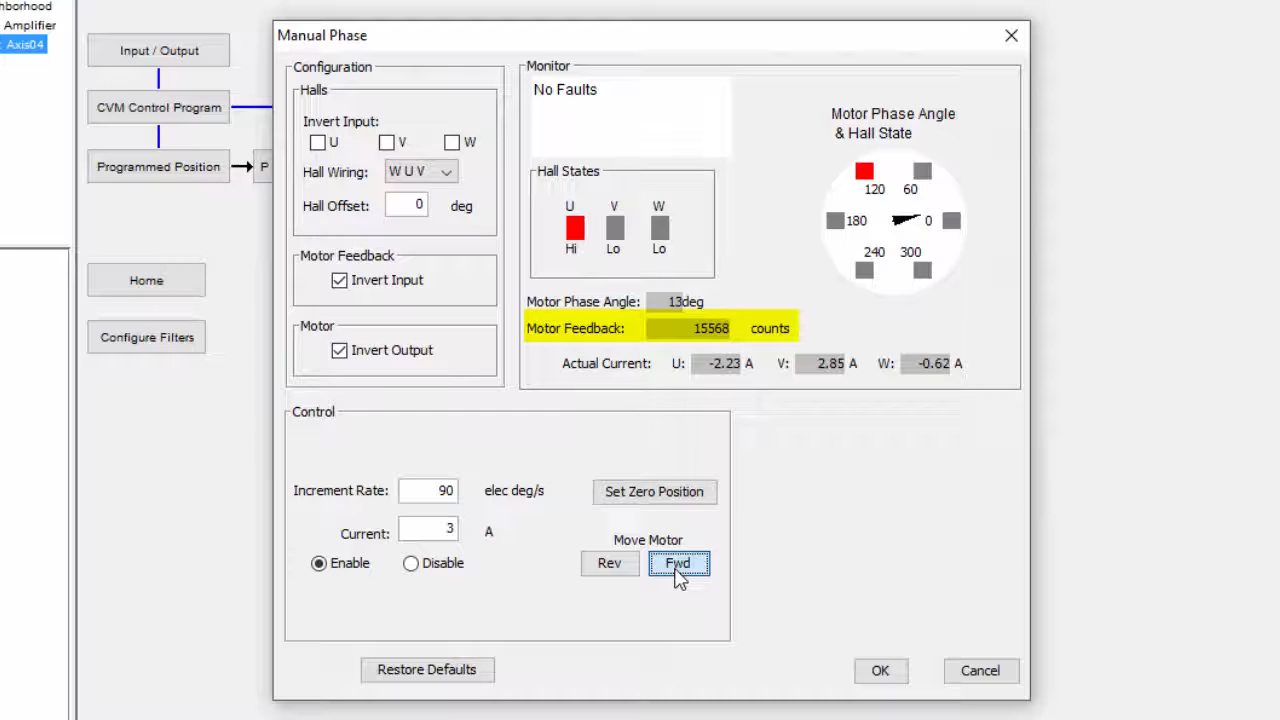 hborhood
Amplifier
: Axis04
Input / Output
CVM Control Program
Programmed Position
P
Home
Configure Filters
Manual Phase
Configuration
Halls
Invert Input:
U V W
Hall Wiring: W U V
Hall Offset: 0 deg
Motor Feedback
Invert Input
Motor
Invert Output
Monitor
No Faults
Hall States
U V W
Hi Lo Lo
Motor Phase Angle
& Hall State
120 60
180 0
240 300
Motor Phase Angle: 13deg
Motor Feedback: 15568 counts
Actual Current: U: -2.23 A V: 2.85 A W: -0.62 A
Control
Increment Rate: 90 elec deg/s
Set Zero Position
Current: 3 A
Move Motor
Enable Disable
Rev Fwd
Restore Defaults
OK Cancel